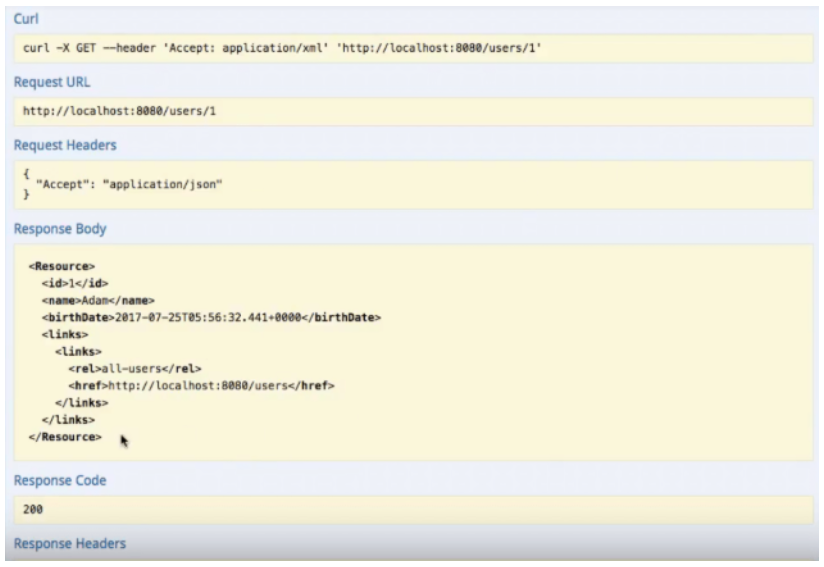 Curl
curl -X GET --header 'Accept: application/xml' 'http://localhost:8080/users/1'
Request URL
http://localhost:8080/users/1
Request Headers
{
"Accept": "application/json"
}
Response Body
<Resource>
<id>1</id>
<name>Adam</name>
<birthDate>2017-07-25T05:56:32.441+0000</birthDate>
<links>
<links>
<rel>all-users</rel>
<href>http://localhost:8080/users</href>
</links>
</links>
</Resource>
Response Code
200
Response Headers